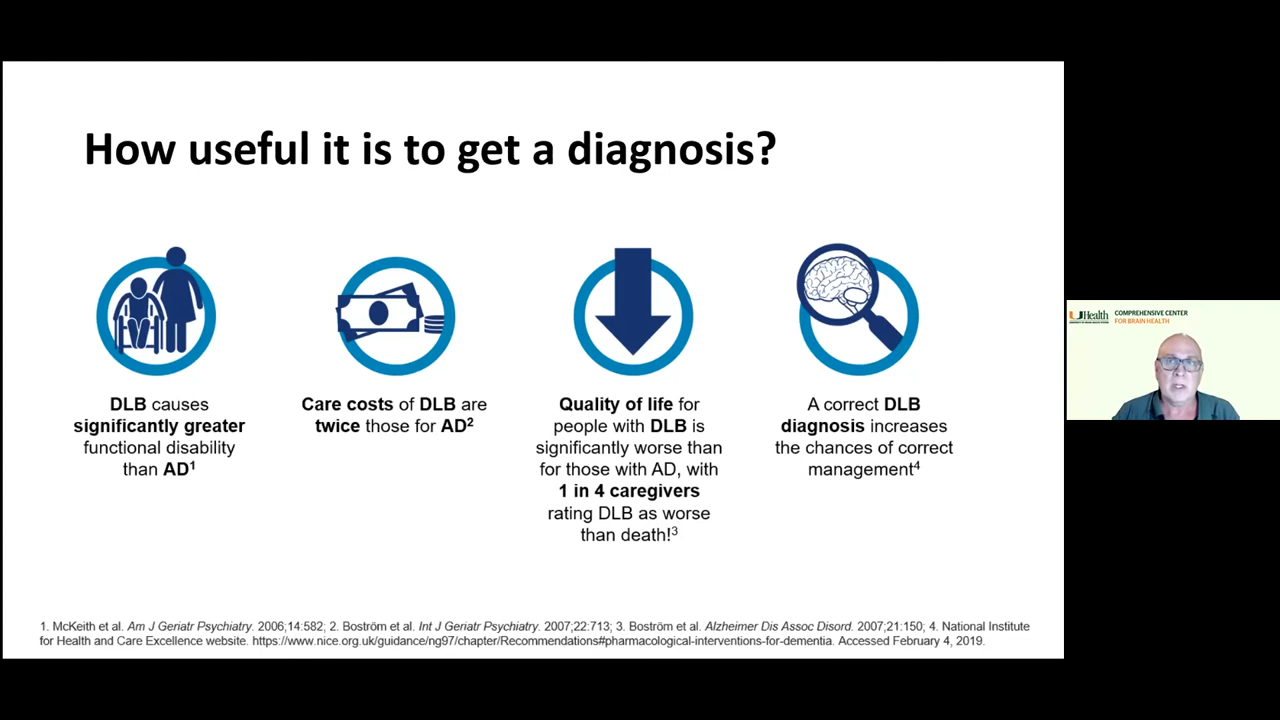 How useful it is to get a diagnosis?
DLB causes
significantly greater
functional disability
than AD1
Care costs of DLB are
twice those for AD2
Quality of life for
people with DLB is
significantly worse than
for those with AD, with
1 in 4 caregivers
rating DLB as worse
than death!3
A correct DLB
diagnosis increases
the chances of correct
management4
1. McKeith et al. Am J Geriatr Psychiatry. 2006;14:582; 2. Boström et al. Int J Geriatr Psychiatry. 2007;22:713; 3. Boström et al. Alzheimer Dis Assoc Disord. 2007;21:150; 4. National Institute
for Health and Care Excellence website. https://www.nice.org.uk/guidance/ng97/chapter/Recommendations#pharmacological-interventions-for-dementia. Accessed February 4, 2019.
UHealth
COMPREHENSIVE CENTER
FOR BRAIN HEALTH